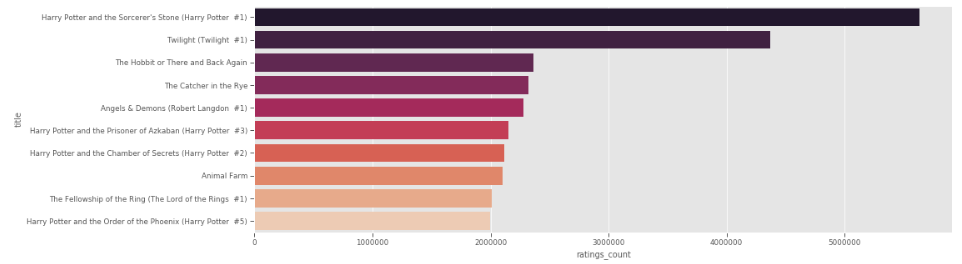 Harry Potter and the Sorcerer's Stone (Harry Potter #1)
Twilight (Twilight #1)
The Hobbit or There and Back Again
The Catcher in the Rye
Angels & Demons (Robert Langdon #1)
Harry Potter and the Prisoner of Azkaban (Harry Potter #3)
Harry Potter and the Chamber of Secrets (Harry Potter #2)
Animal Farm
The Fellowship of the Ring (The Lord of the Rings #1)
Harry Potter and the Order of the Phoenix (Harry Potter #5)
title
0 1000000 2000000 3000000 4000000 5000000
ratings_count